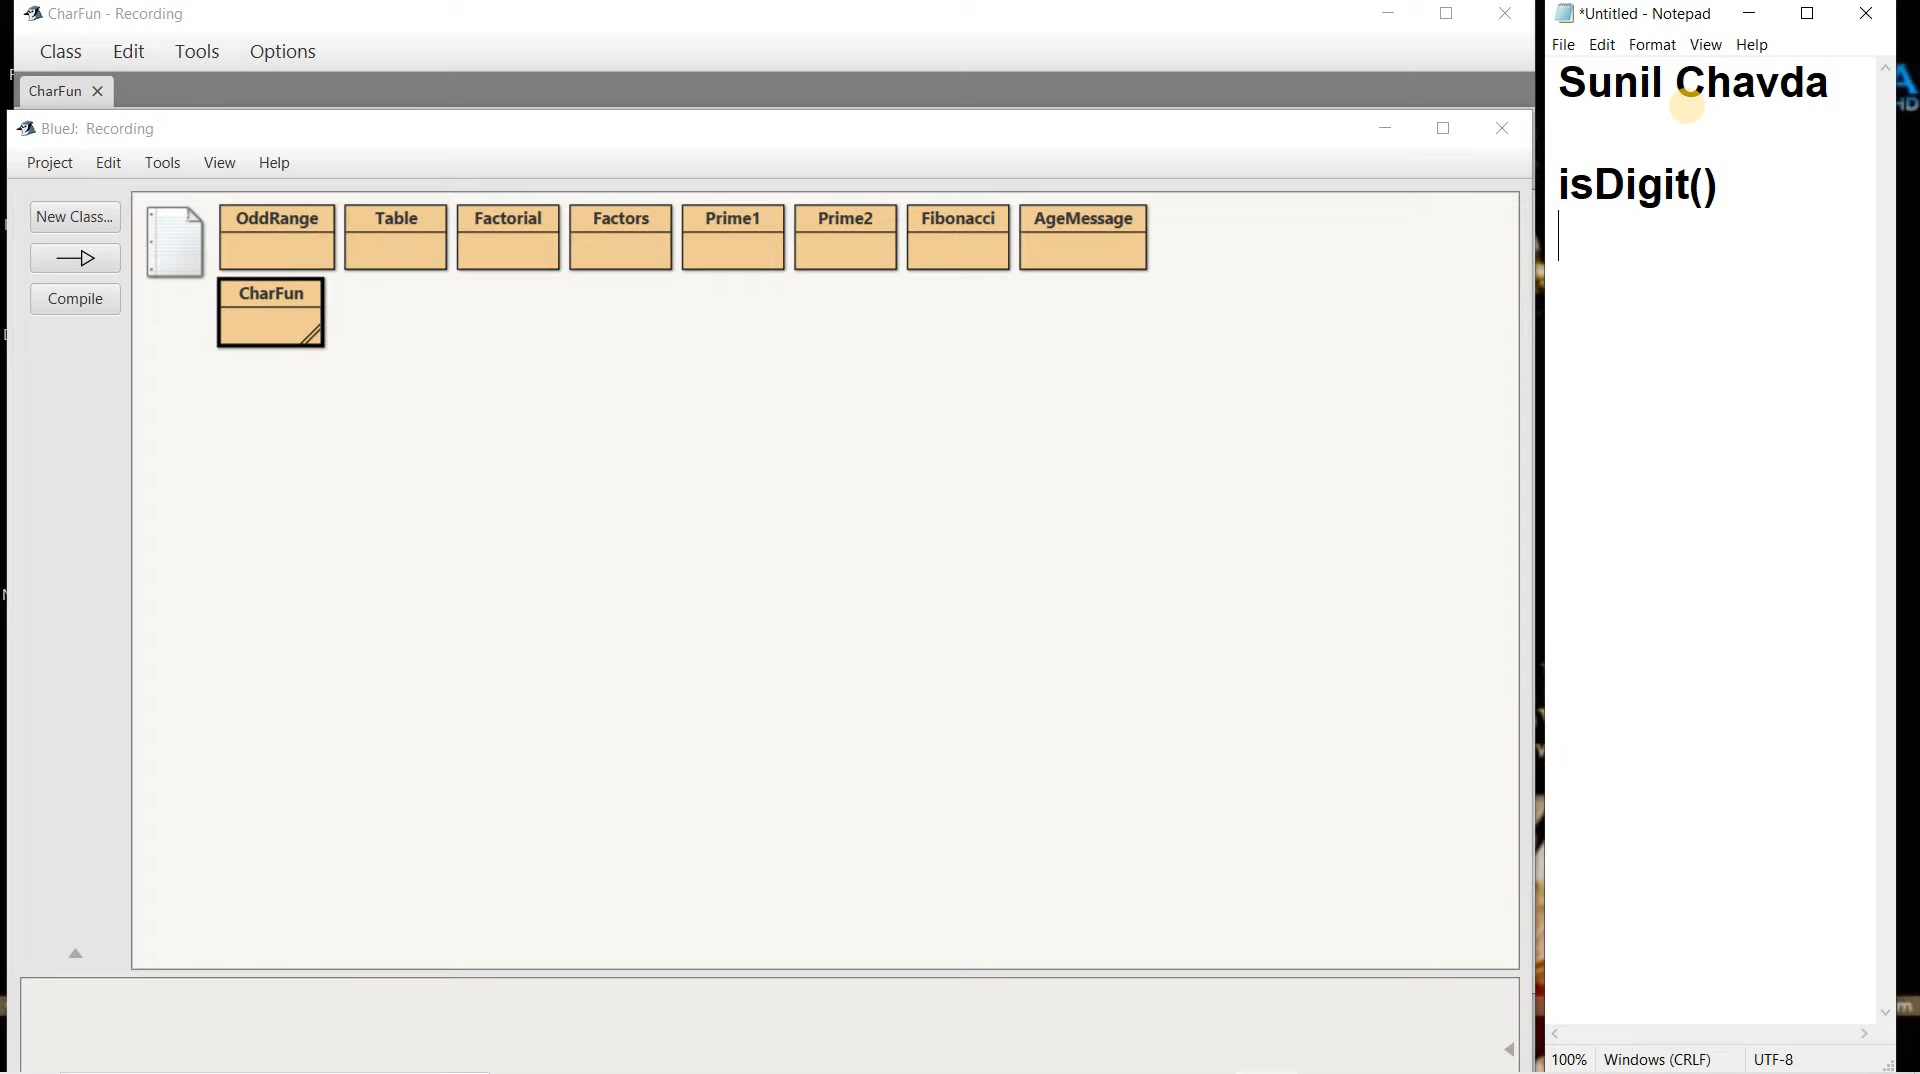 CharFun - Recording
Class Edit Tools Options
CharFun
BlueJ: Recording
Project Edit Tools View Help
New Class...
Compile
OddRange Table Factorial Factors Prime1 Prime2 Fibonacci AgeMessage
CharFun
*Untitled - Notepad
File Edit Format View Help
Sunil Chavda
isDigit()
100% Windows (CRLF) UTF-8